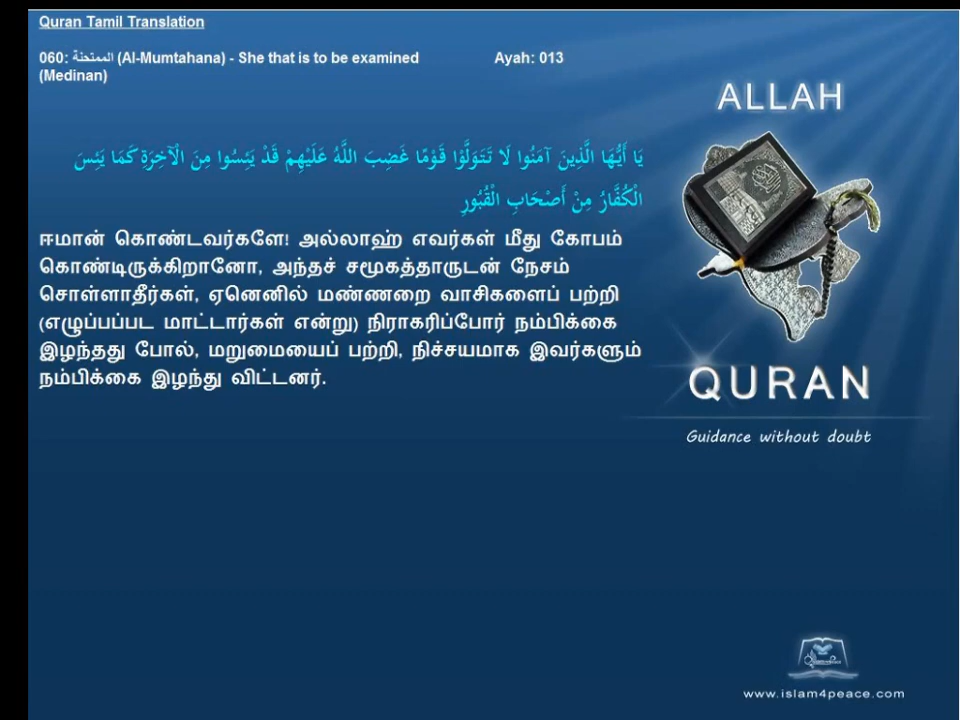 Quran Tamil Translation
060: الممتحنة (Al-Mumtahana) - She that is to be examined
(Medinan)
Ayah: 013
ALLAH
يَا أَيُّهَا الَّذِينَ آمَنُوا لَا تَتَوَلَّوْا قَوْمًا غَضِبَ اللَّهُ عَلَيْهِمْ قَدْ يَئِسُوا مِنَ الْآخِرَةِ كَمَا يَئِسَ
الْكُفَّارُ مِنْ أَصْحَابِ الْقُبُورِ
ஈமான் கொண்டவர்களே! அல்லாஹ் எவர்கள் மீது கோபம்
கொண்டிருக்கிறானோ, அந்தச் சமூகத்தாருடன் நேசம்
சொள்ளாதீர்கள், ஏனெனில் மண்ணறை வாசிகளைப் பற்றி
(எழுப்பப்பட மாட்டார்கள் என்று) நிராகரிப்போர் நம்பிக்கை
இழந்தது போல், மறுமையைப் பற்றி, நிச்சயமாக இவர்களும்
நம்பிக்கை இழந்து விட்டனர்.
QURAN
Guidance without doubt
www.islam4peace.com